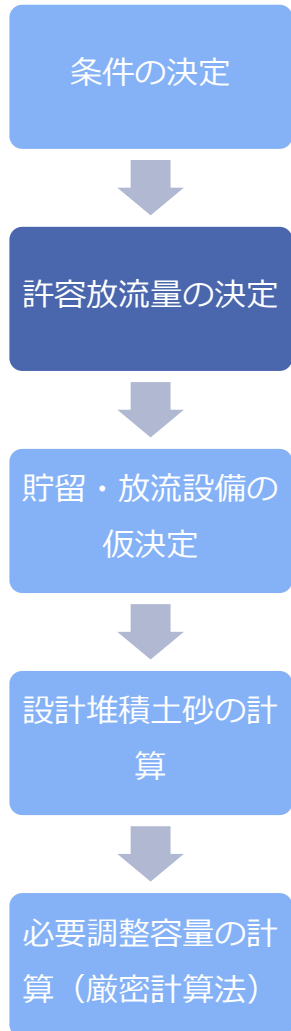 条件の決定
許容放流量の決定
貯留・放流設備の
仮決定
設計堆積土砂の計
算
必要調整容量の計
算（厳密計算法）